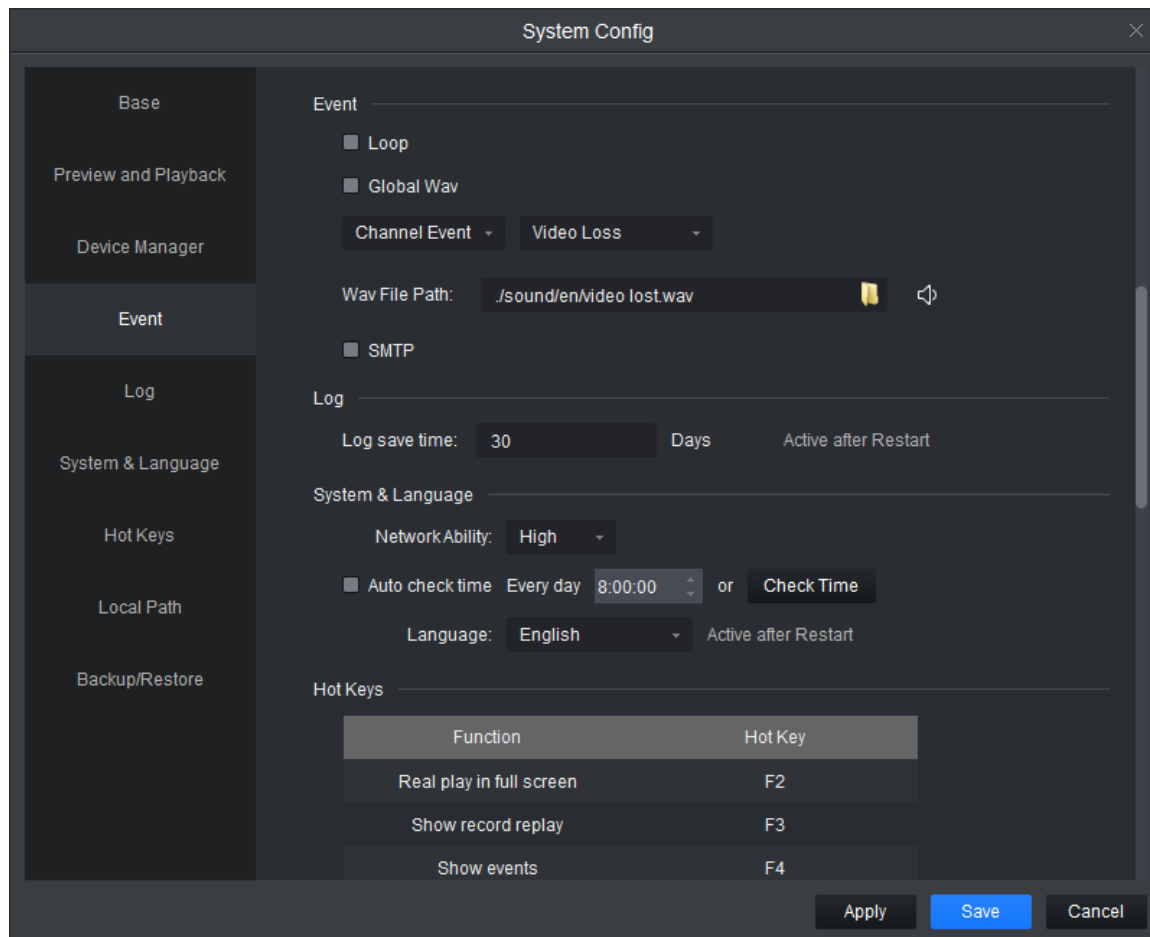 System Config
Base
Preview and Playback
Device Manager
Event
Log
System & Language
Hot Keys
Local Path
Backup/Restore
Event
Loop
Global Wav
Channel Event Video Loss
Wav File Path: ./sound/en/video lost.wav
SMTP
Log
Log save time: 30 Days Active after Restart
System & Language
Network Ability: High
Auto check time Every day 8:00:00 or Check Time
Language: English Active after Restart
Hot Keys
Function Hot Key
Real play in full screen F2
Show record replay F3
Show events F4
Apply Save Cancel